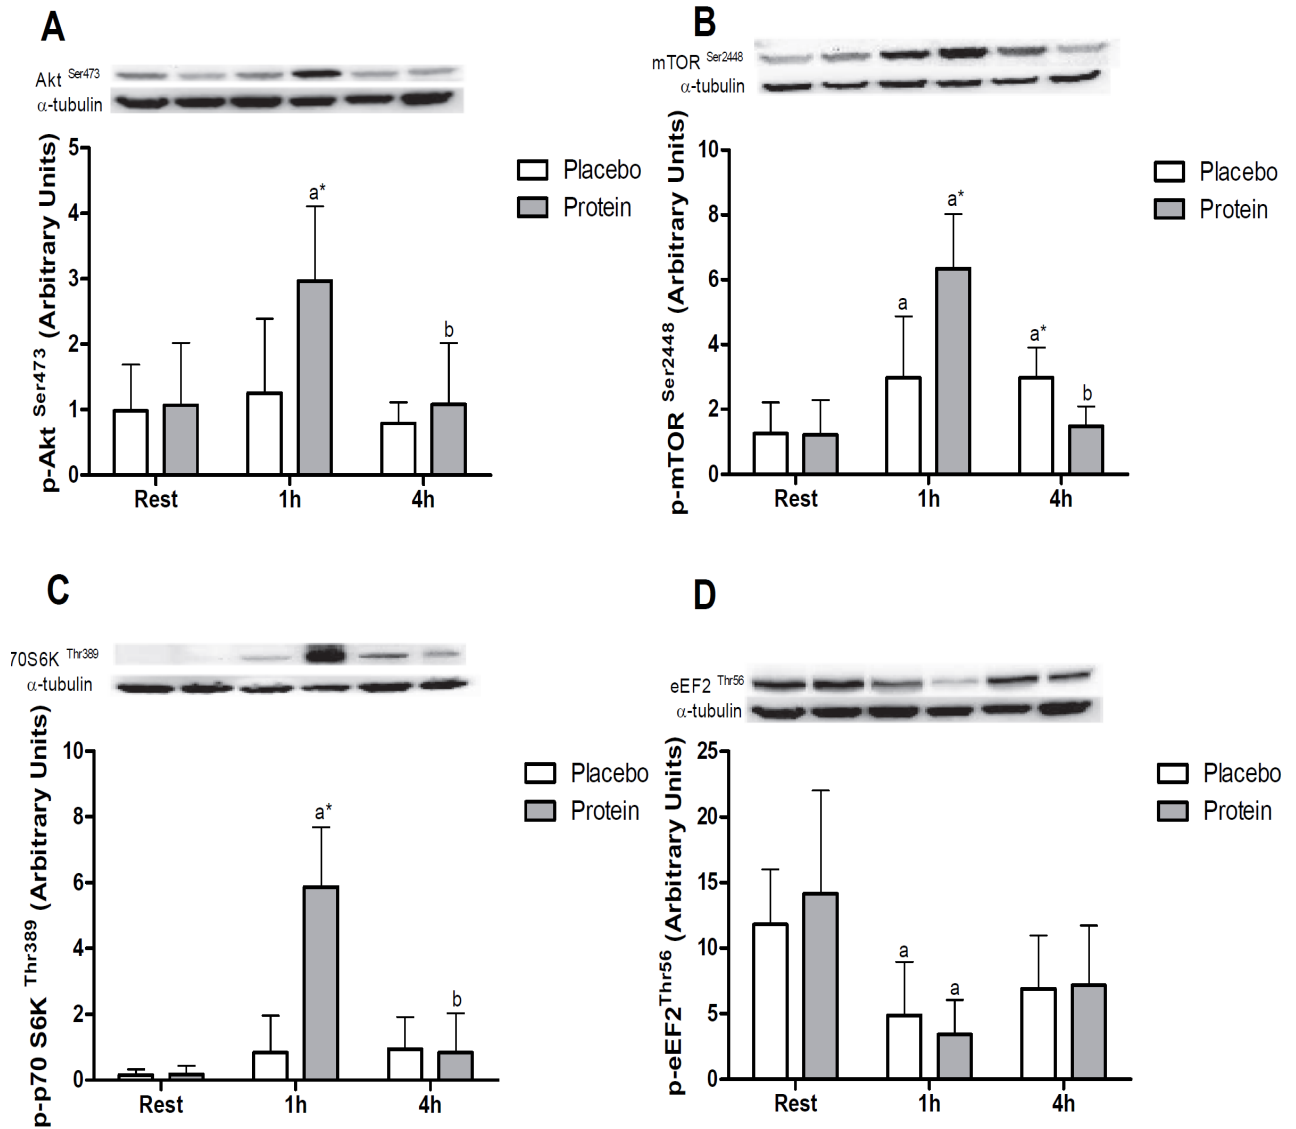 A
Akt Ser473
α-tubulin
p-Akt Ser473 (Arbitrary Units)
5
4
3
2
1
0
a*
b
Rest
1h
4h
Placebo
Protein
B
mTOR Ser2448
α-tubulin
p-mTOR Ser2448 (Arbitrary Units)
10
8
6
4
2
0
a
a*
a*
b
Rest
1h
4h
Placebo
Protein
C
70S6K Thr389
α-tubulin
p-p70 S6K Thr389 (Arbitrary Units)
10
8
6
4
2
0
a*
b
Rest
1h
4h
Placebo
Protein
D
eEF2 Thr56
α-tubulin
p-eEF2Thr56 (Arbitrary Units)
25
20
15
10
5
0
a
a
Rest
1h
4h
Placebo
Protein